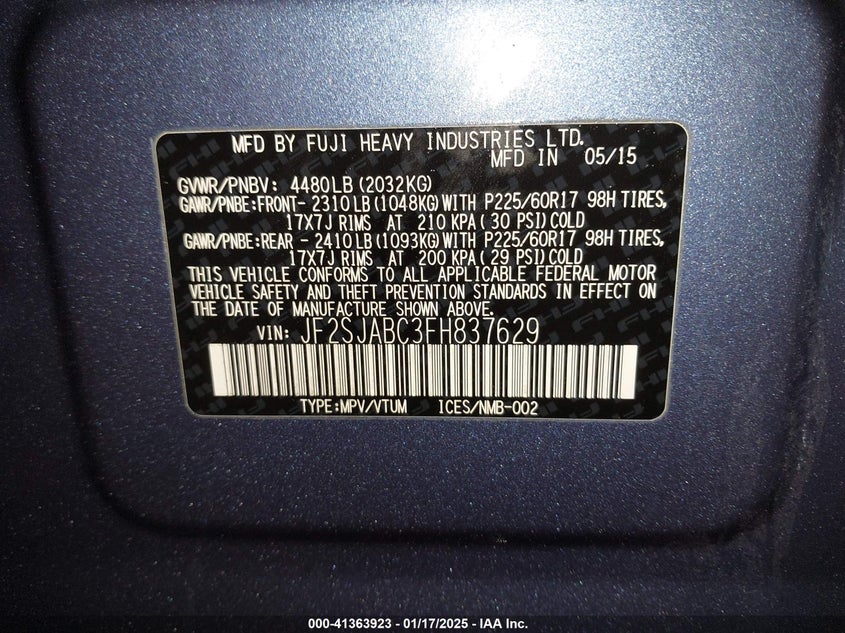 MFD BY FUJI HEAVY INDUSTRIES LTD.
MFD IN 05/15
GVWR/PNBV: 4480LB (2032KG)
GAWR/PNBE:FRONT- 2310LB (1048KG) WITH P225/60R17 98H TIRES,
17X7J RIMS AT 210 KPA ( 30 PSI) COLD
GAWR/PNBE:REAR - 2410LB (1093KG) WITH P225/60R17 98H TIRES,
17X7J RIMS AT 200 KPA ( 29 PSI) COLD
THIS VEHICLE CONFORMS TO ALL APPLICABLE FEDERAL MOTOR
VEHICLE SAFETY AND THEFT PREVENTION STANDARDS IN EFFECT ON
THE DATE OF MANUFACTURE SHOWN ABOVE.
VIN: JF2SJABC3FH837629
TYPE:MPV/VTUM ICES/NMB-002
000-41363923 - 01/17/2025 - IAA Inc.